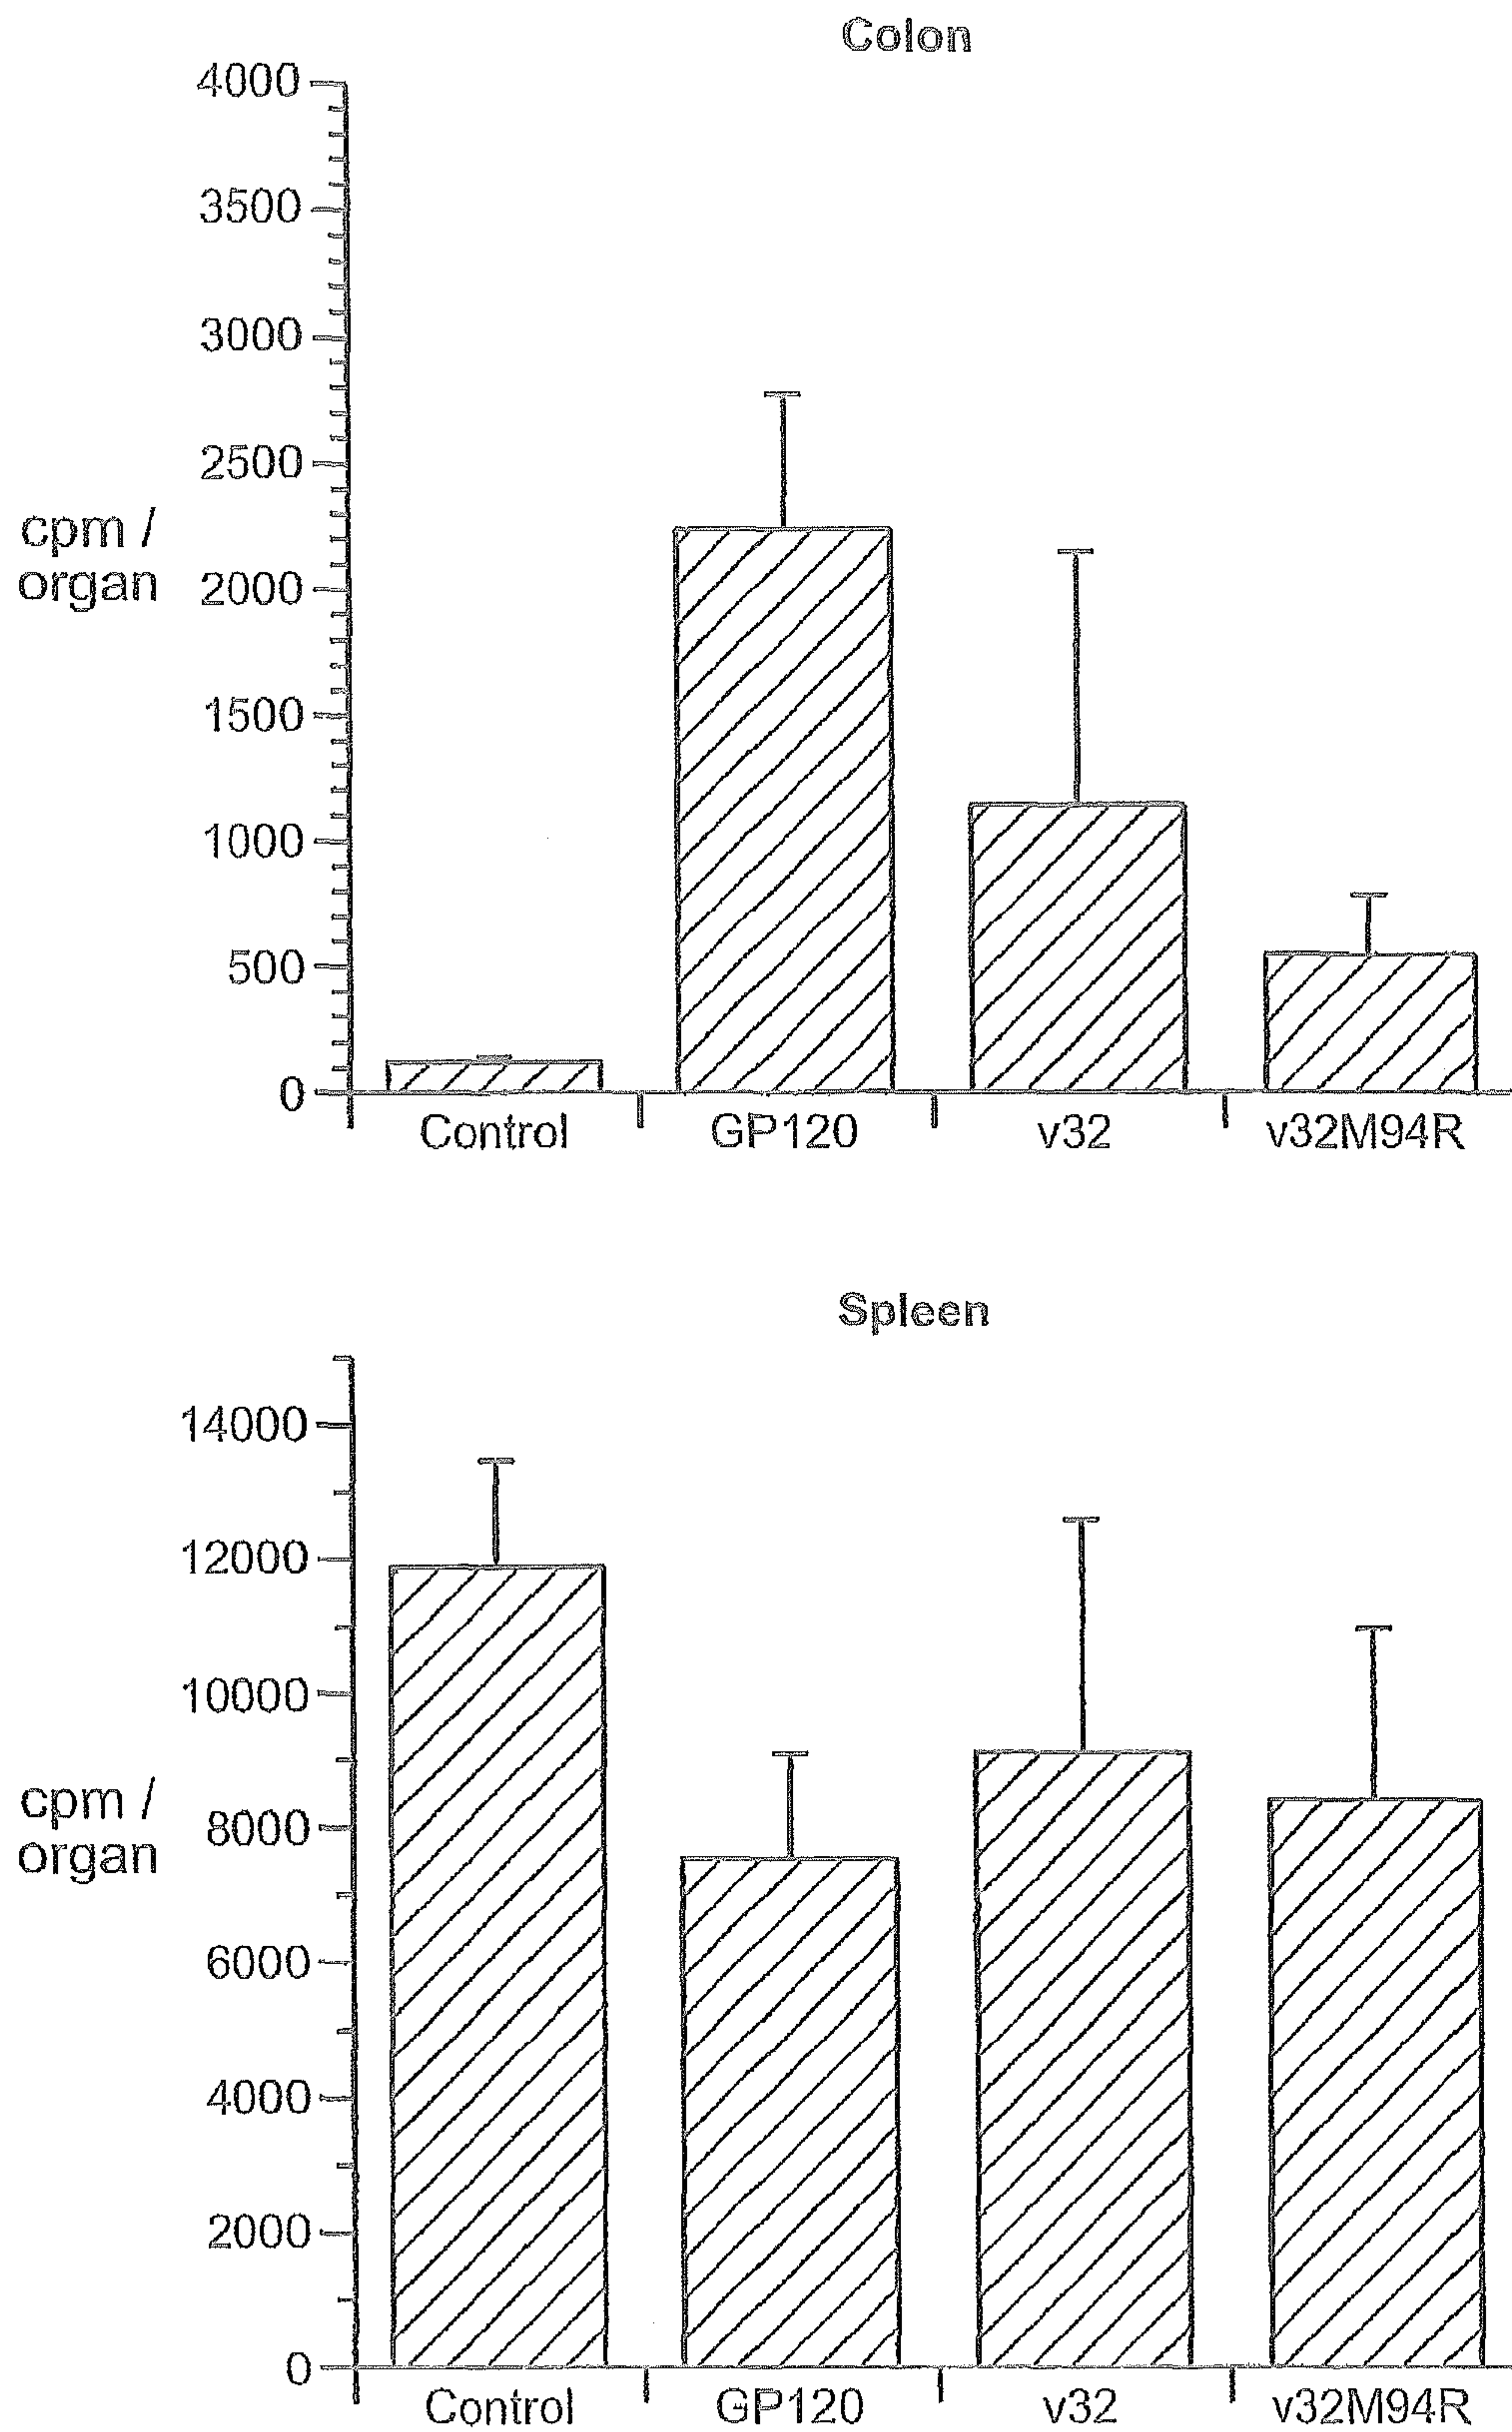 Colon
4000
3500
3000
2500
cpm /
organ
2000
1500
1000
500
0
Control GP120 v32 v32M94R
Spleen
14000
12000
10000
cpm /
organ
8000
6000
4000
2000
0
Control GP120 v32 v32M94R